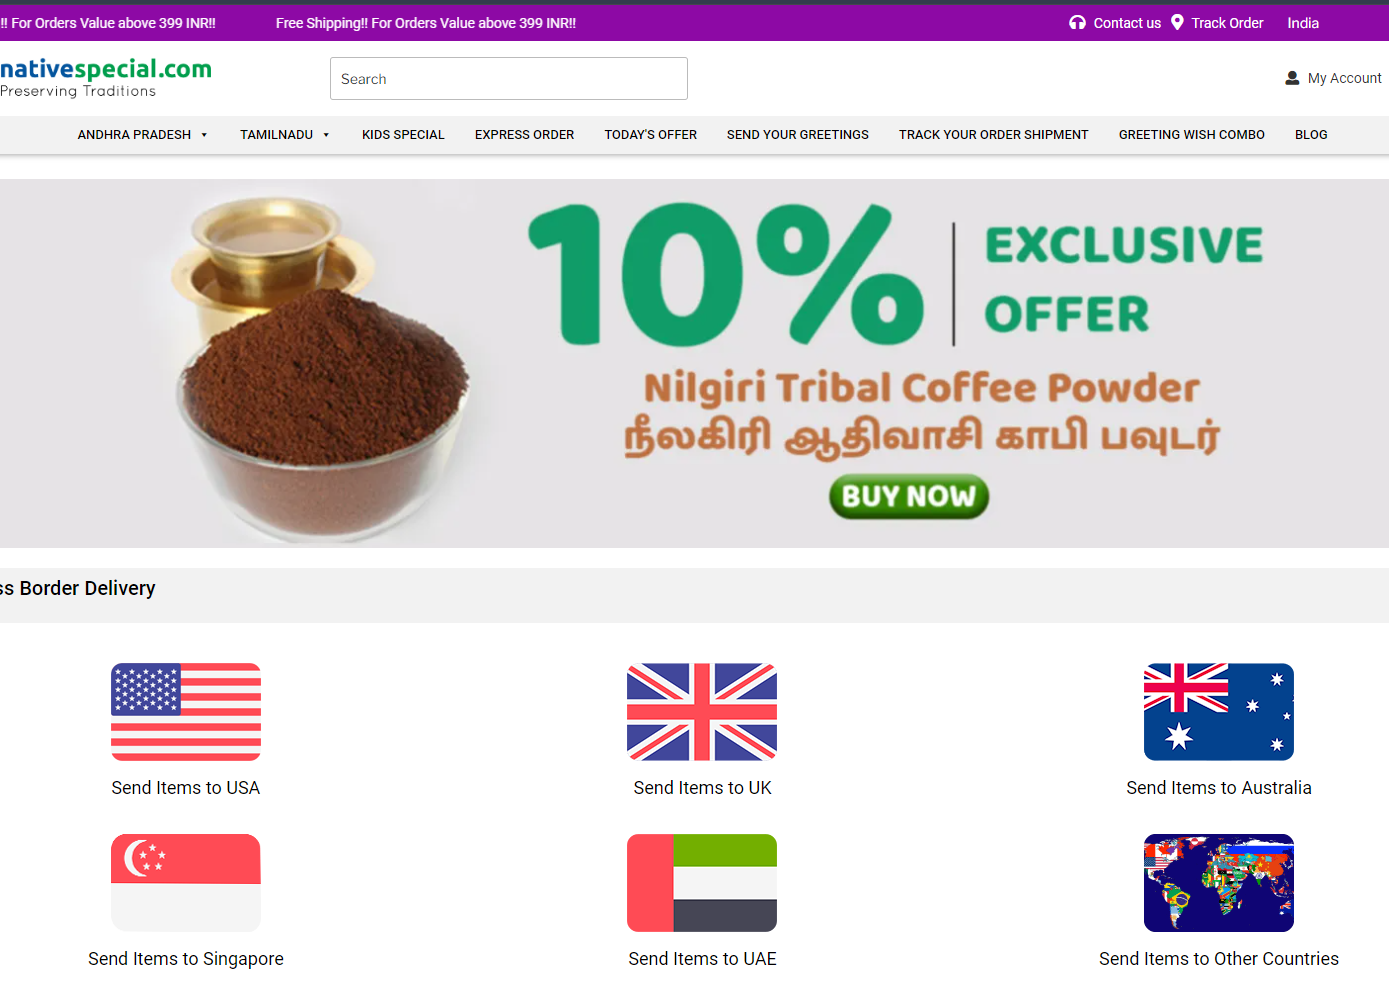 !! For Orders Value above 399 INR!! Free Shipping!! For Orders Value above 399 INR!! Contact us Track Order India
nativespecial.com
Preserving Traditions
Search
My Account
ANDHRA PRADESH TAMILNADU KIDS SPECIAL EXPRESS ORDER TODAY'S OFFER SEND YOUR GREETINGS TRACK YOUR ORDER SHIPMENT GREETING WISH COMBO BLOG
10% EXCLUSIVE
OFFER
Nilgiri Tribal Coffee Powder
நீலகிரி ஆதிவாசி காபி பவுடர்
BUY NOW
ss Border Delivery
Send Items to USA Send Items to UK Send Items to Australia
Send Items to Singapore Send Items to UAE Send Items to Other Countries